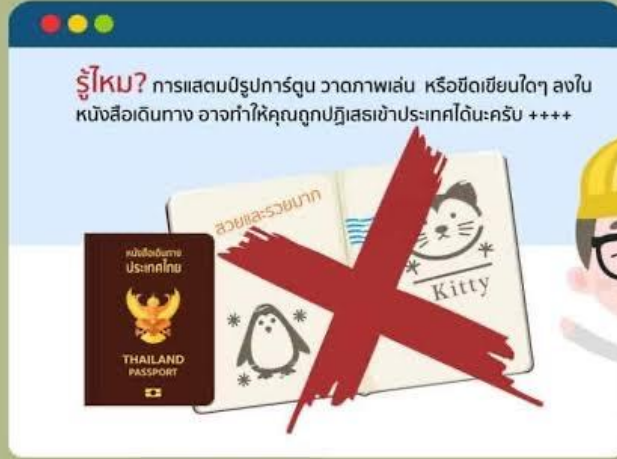 รู้ไหม? การแสตมป์รูปการ์ตูน วาดภาพเล่น หรือขีดเขียนใดๆ ลงใน
หนังสือเดินทาง อาจทำให้คุณถูกปฏิเสธเข้าประเทศได้นะครับ ++++
สวยและรวยมาก
Kitty
หนังสือเดินทาง
ประเทศไทย
THAILAND
PASSPORT